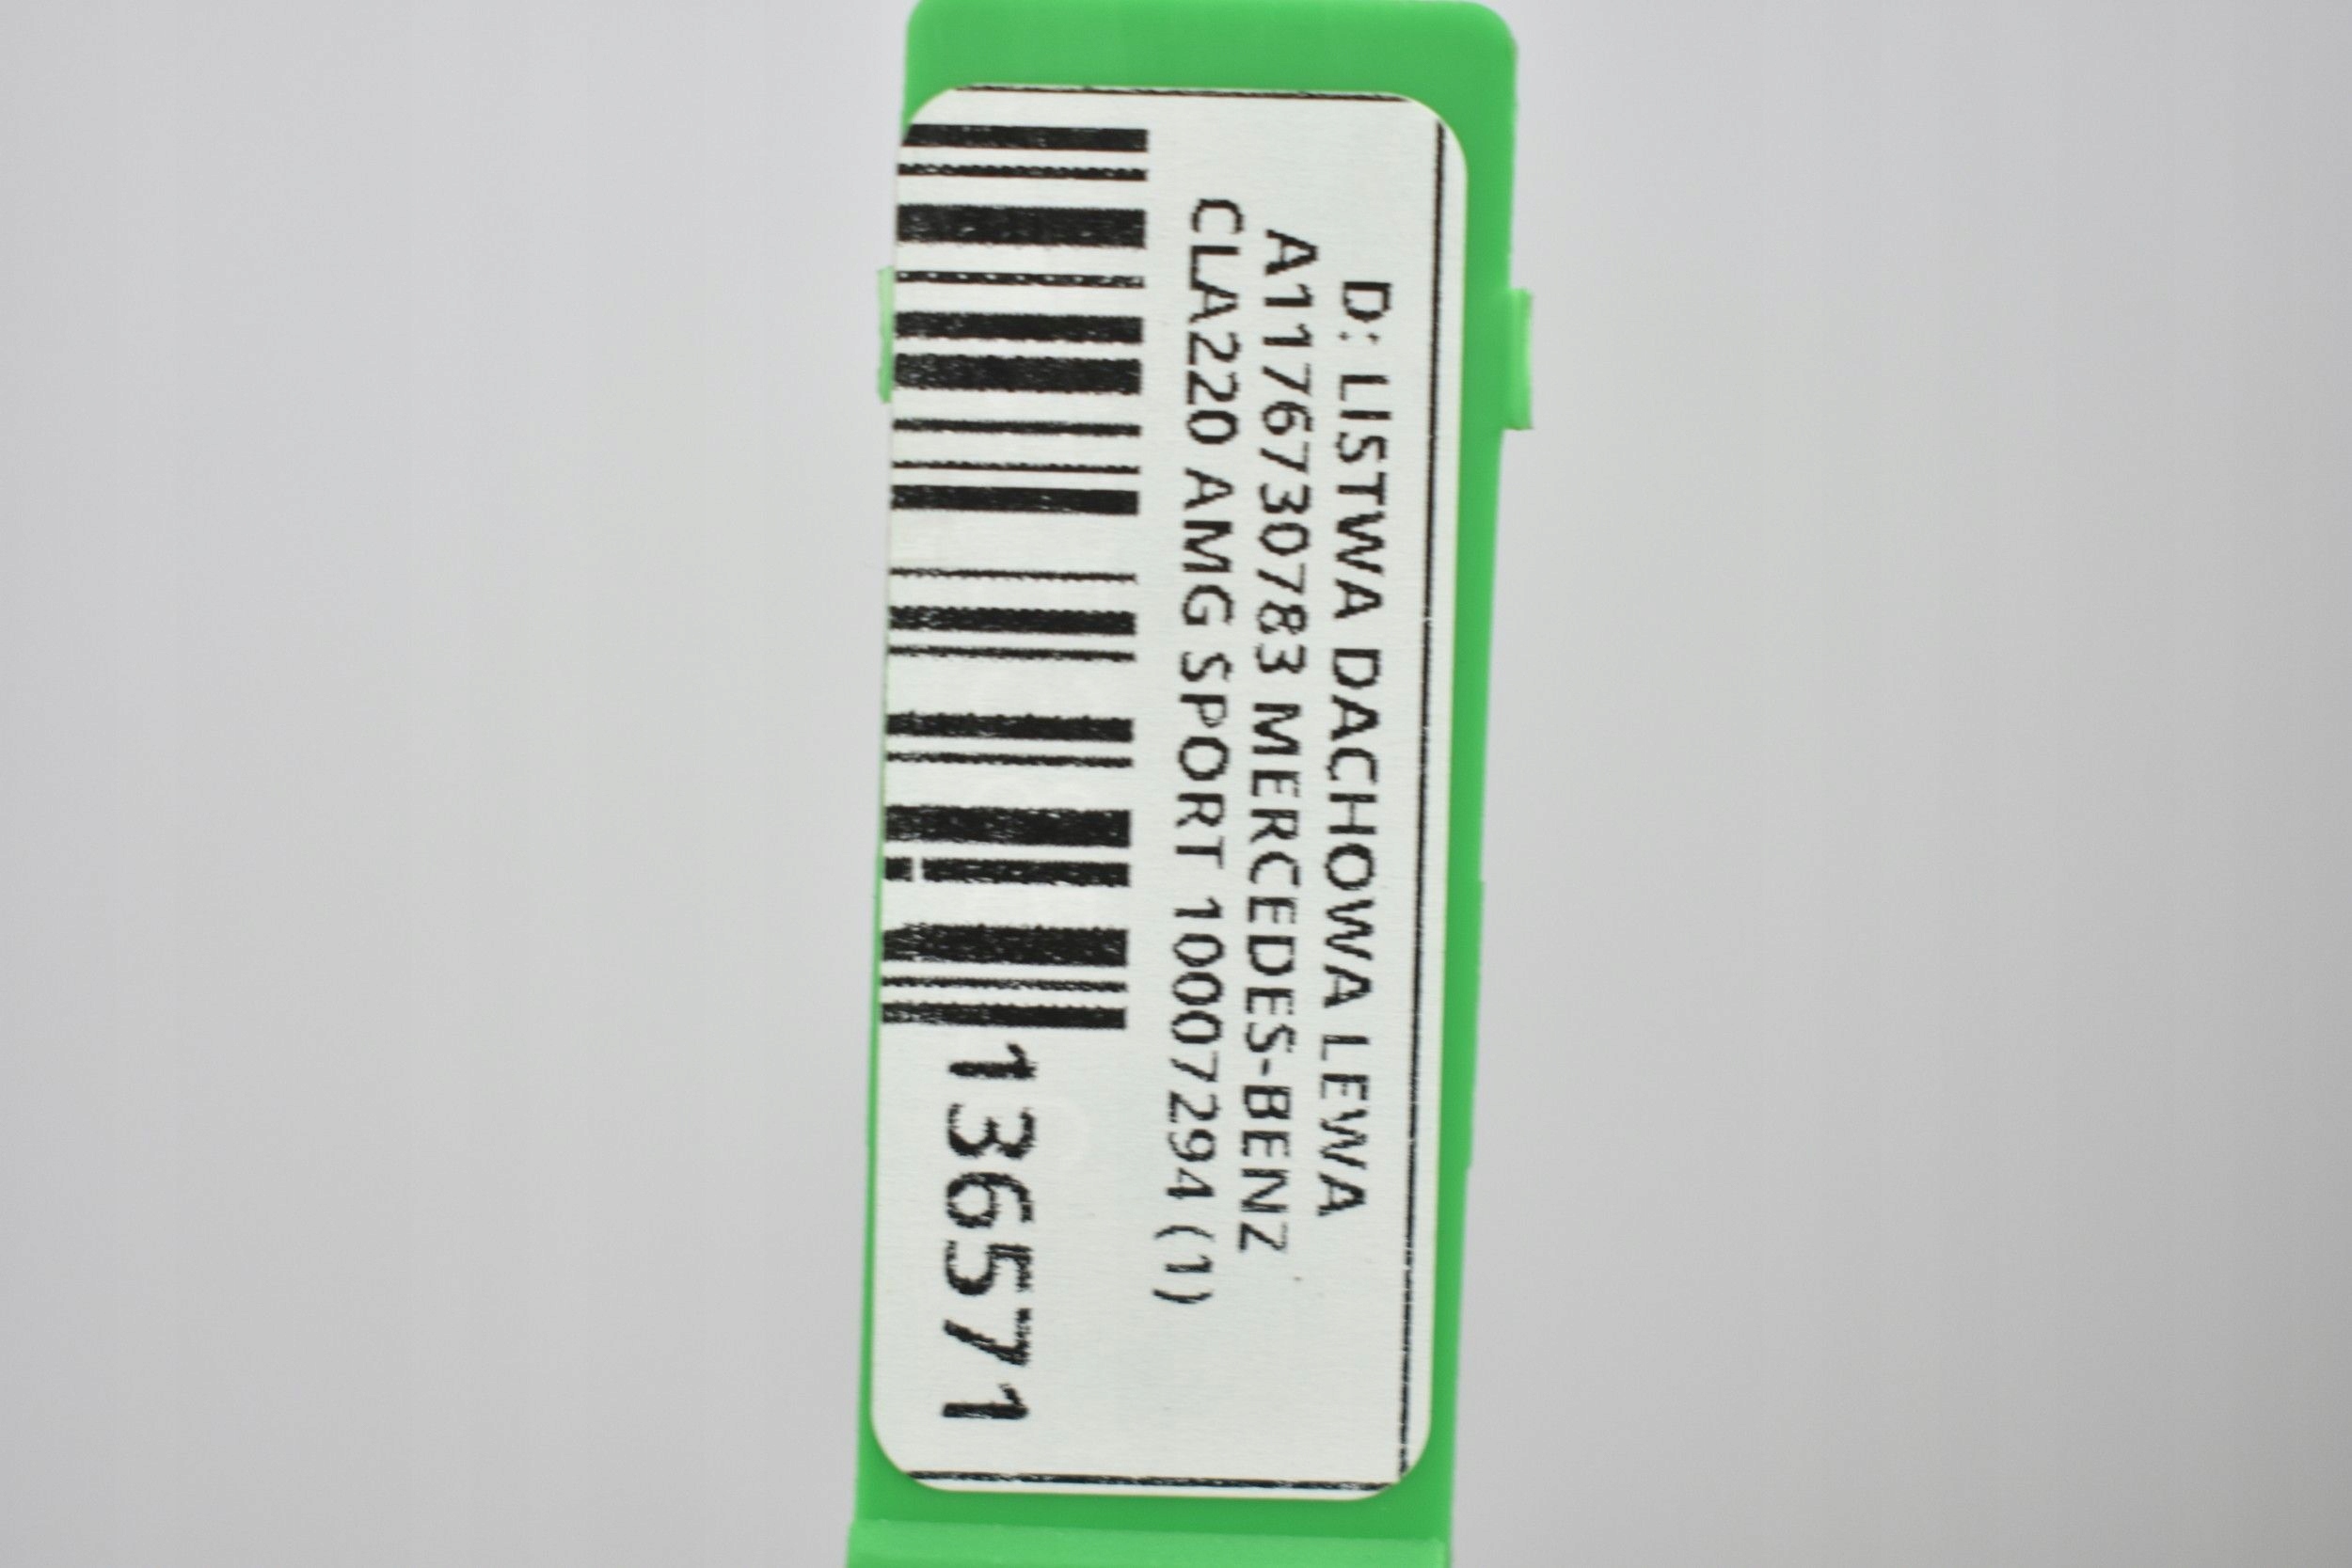 D: LISTWA DACHOWA LEWA
A1176730783 MERCEDES-BENZ
CLA220 AMG SPORT 10007294 (1)
136571